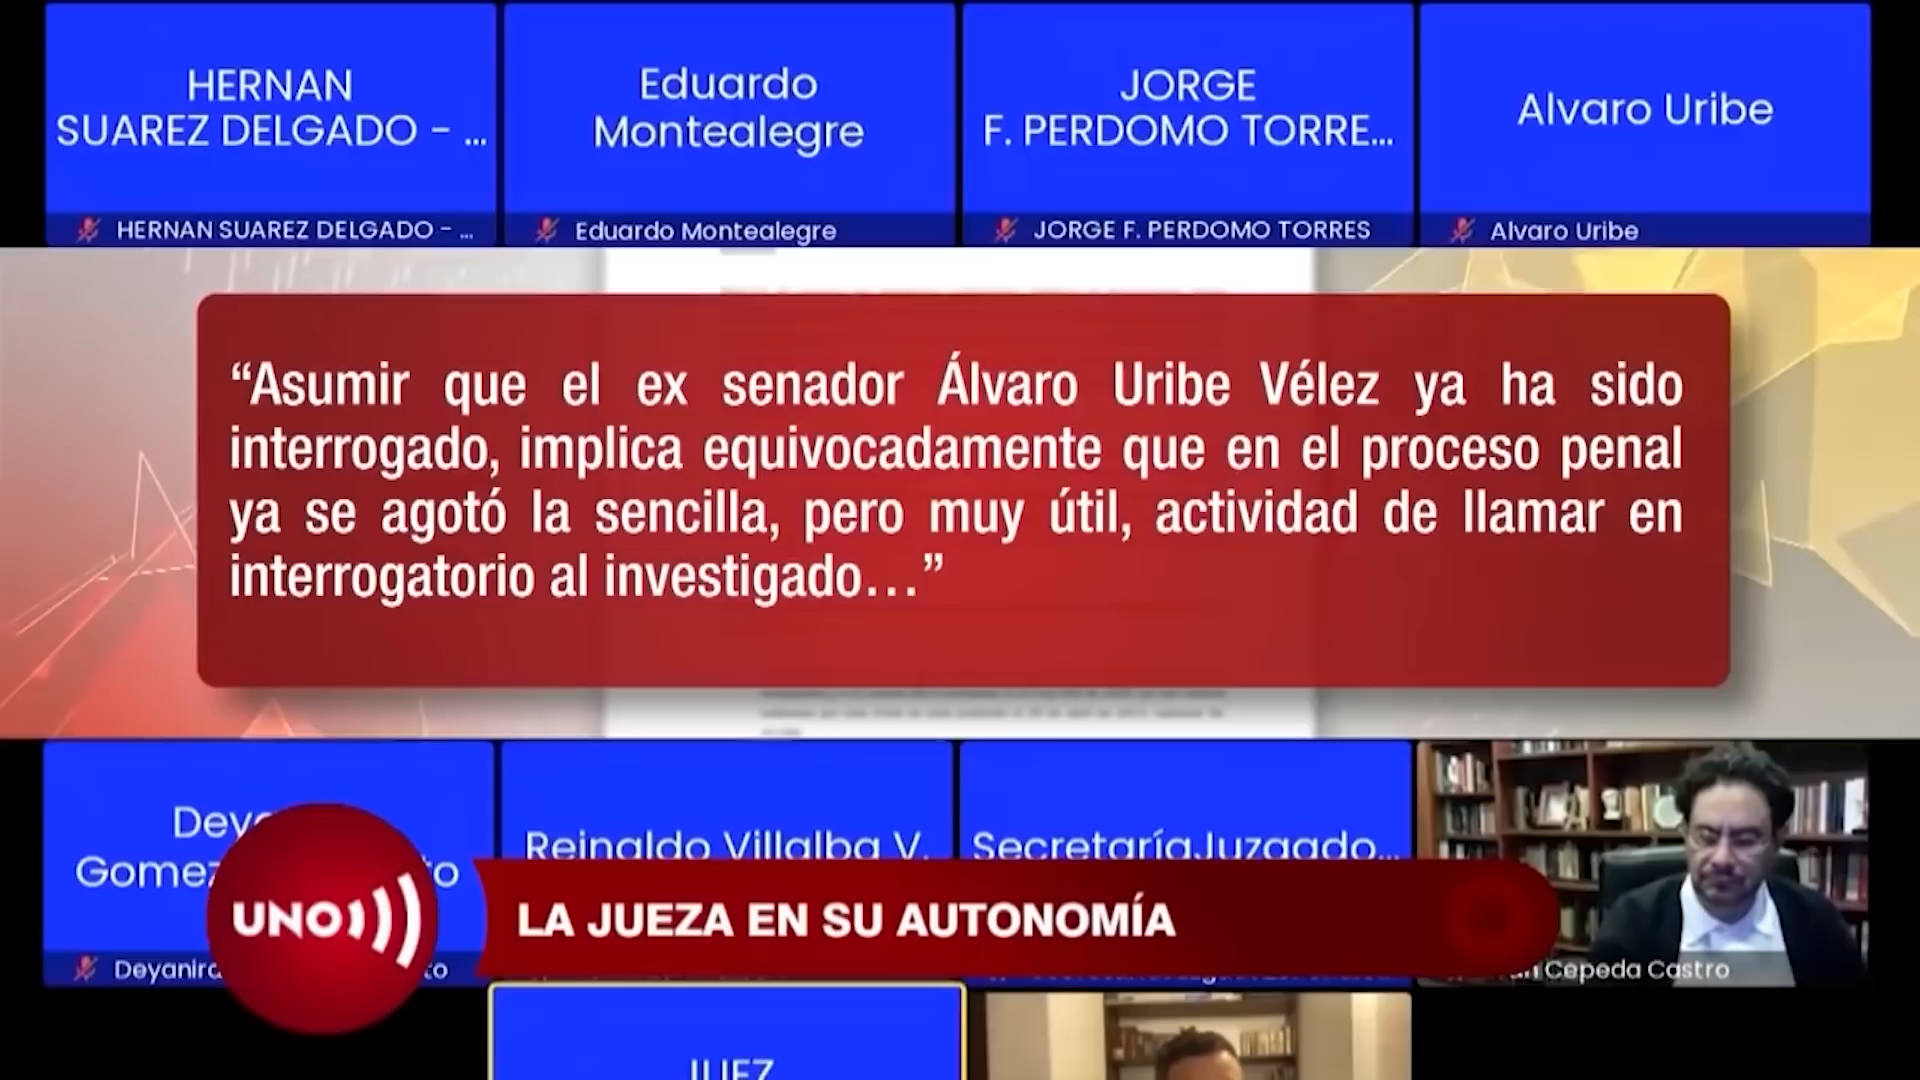 HERNAN
SUAREZ DELGADO - ...
Eduardo
Montealegre
JORGE
F. PERDOMO TORRE...
Alvaro Uribe
HERNAN SUAREZ DELGADO - ...
Eduardo Montealegre
JORGE F. PERDOMO TORRES
Alvaro Uribe
“Asumir que el ex senador Álvaro Uribe Vélez ya ha sido
interrogado, implica equivocadamente que en el proceso penal
ya se agotó la sencilla, pero muy útil, actividad de llamar en
interrogatorio al investigado...”
Reinaldo Villalba V.
SecretaríaJuzgado...
UNO
LA JUEZA EN SU AUTONOMÍA
Cepeda Castro
JUEZ